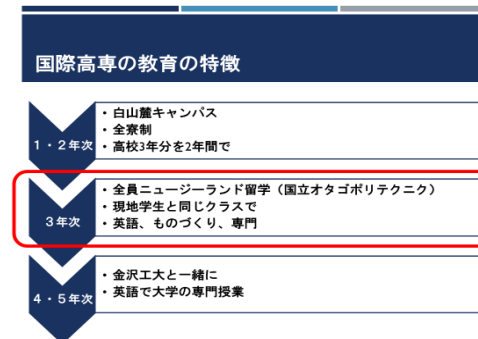 国際高専の教育の特徴
1・2年次
・白山麓キャンパス
・全寮制
・高校3年分を2年間で
3年次
・全員ニュージーランド留学（国立オタゴポリテクニク）
・現地学生と同じクラスで
・英語、ものづくり、専門
4・5年次
・金沢工大と一緒に
・英語で大学の専門授業